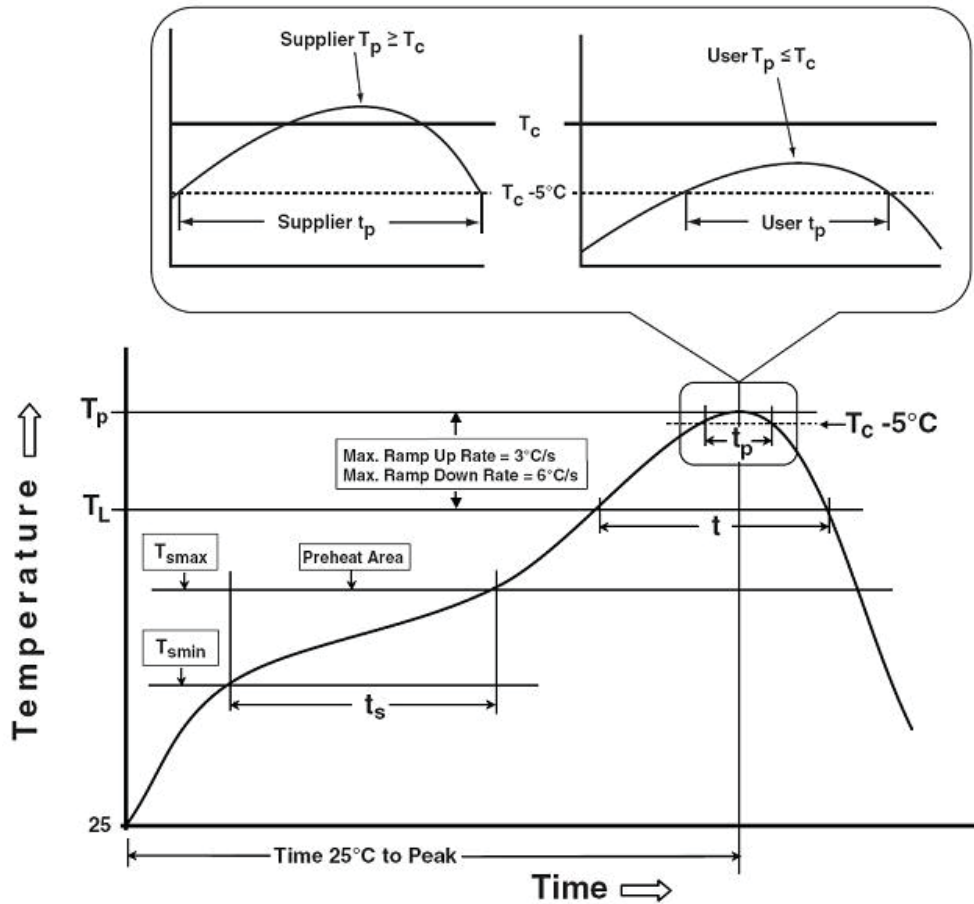 Supplier Tp ≥ Tc
User Tp ≤ Tc
Tc
Tc -5°C
Supplier tp
User tp
Tp
Tc -5°C
tp
Max. Ramp Up Rate = 3°C/s
Max. Ramp Down Rate = 6°C/s
TL
t
Tsmax
Preheat Area
Tsmin
ts
Temperature
25
Time 25°C to Peak
Time